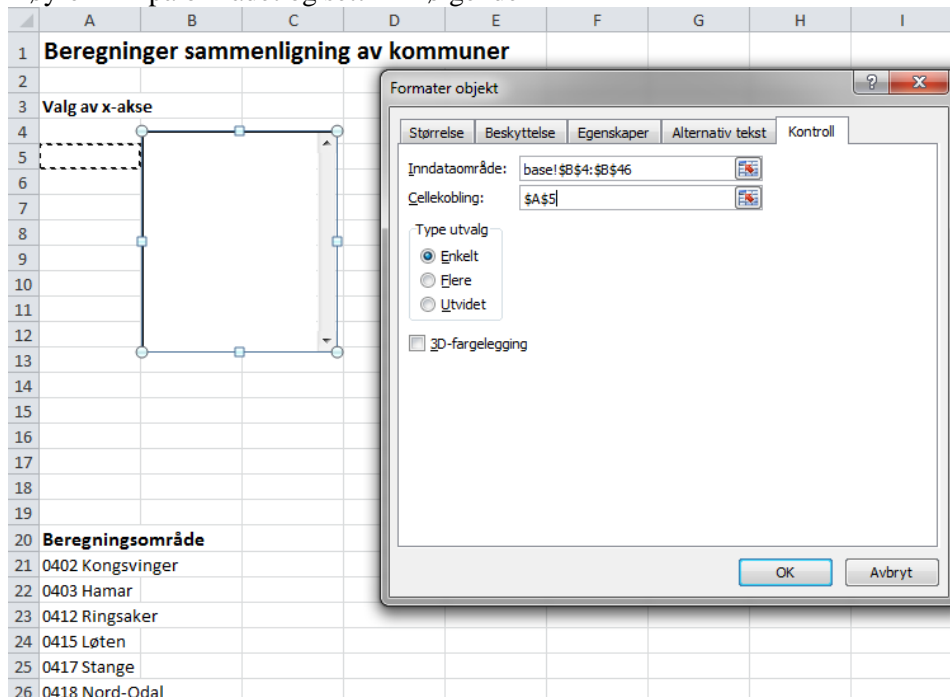 A B C D E F G H I
1 Beregninger sammenligning av kommuner
2
3 Valg av x-akse
4
5
6
7
8
9
10
11
12
13
14
15
16
17
18
19
20 Beregningsområde
21 0402 Kongsvinger
22 0403 Hamar
23 0412 Ringsaker
24 0415 Løten
25 0417 Stange
26 0418 Nord-Odal
Formater objekt
Størrelse Beskyttelse Egenskaper Alternativ tekst Kontroll
Inndataområde: base!$B$4:$B$46
Cellekobling: $A$5
Type utvalg
Enkelt
Flere
Utvidet
3D-fargelegging
OK Avbryt